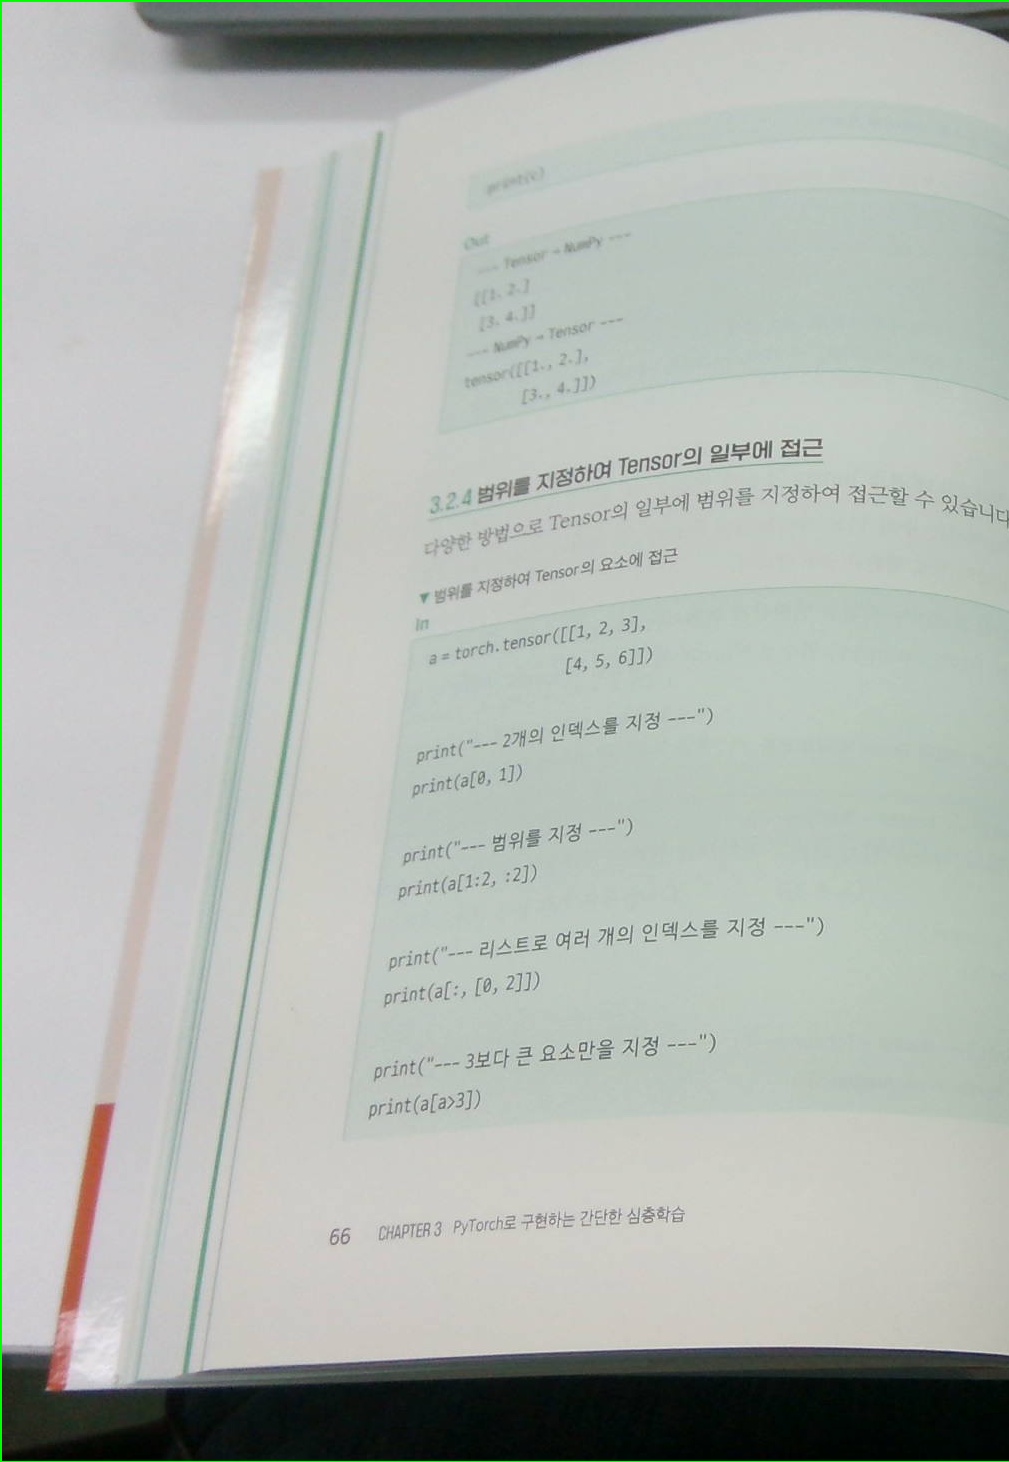 print(c)
Out
--- Tensor → NumPy ---
[[1. 2.]
[3. 4.]]
--- NumPy → Tensor ---
tensor([[1., 2.],
[3., 4.]])
3.2.4 범위를 지정하여 Tensor의 일부에 접근
다양한 방법으로 Tensor의 일부에 범위를 지정하여 접근할 수 있습니다
▼ 범위를 지정하여 Tensor의 요소에 접근
In
a = torch.tensor([[1, 2, 3],
[4, 5, 6]])
print("--- 2개의 인덱스를 지정 ---")
print(a[0, 1])
print("--- 범위를 지정 ---")
print(a[1:2, :2])
print("--- 리스트로 여러 개의 인덱스를 지정 ---")
print(a[:, [0, 2]])
print("--- 3보다 큰 요소만을 지정 ---")
print(a[a>3])
66 CHAPTER 3 PyTorch로 구현하는 간단한 심층학습